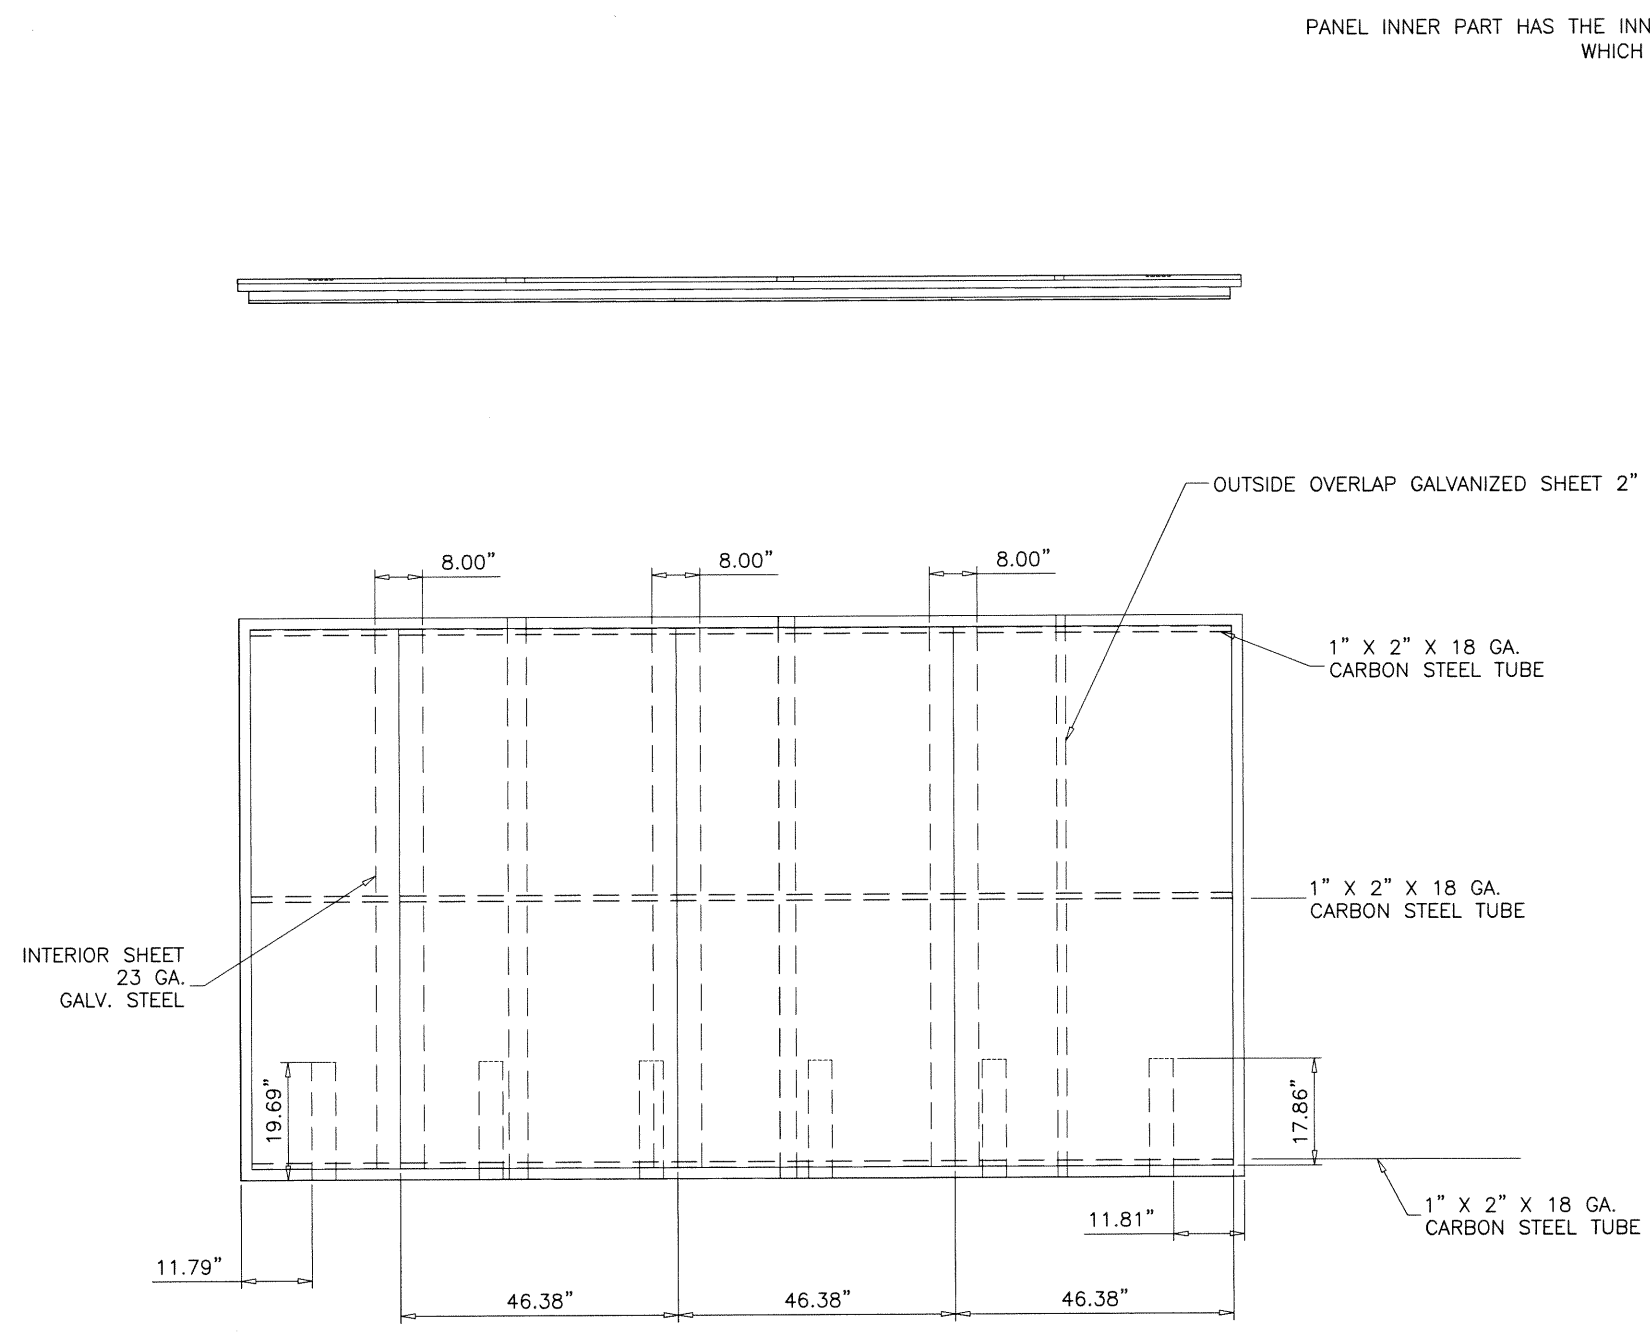 PANEL INNER PART HAS THE INN
WHICH
OUTSIDE OVERLAP GALVANIZED SHEET 2”
8.00”
8.00”
8.00”
1” X 2” X 18 GA.
CARBON STEEL TUBE
1” X 2” X 18 GA.
CARBON STEEL TUBE
INTERIOR SHEET
23 GA.
GALV. STEEL
19.69”
17.86”
1” X 2” X 18 GA.
CARBON STEEL TUBE
11.81”
11.79”
46.38”
46.38”
46.38”